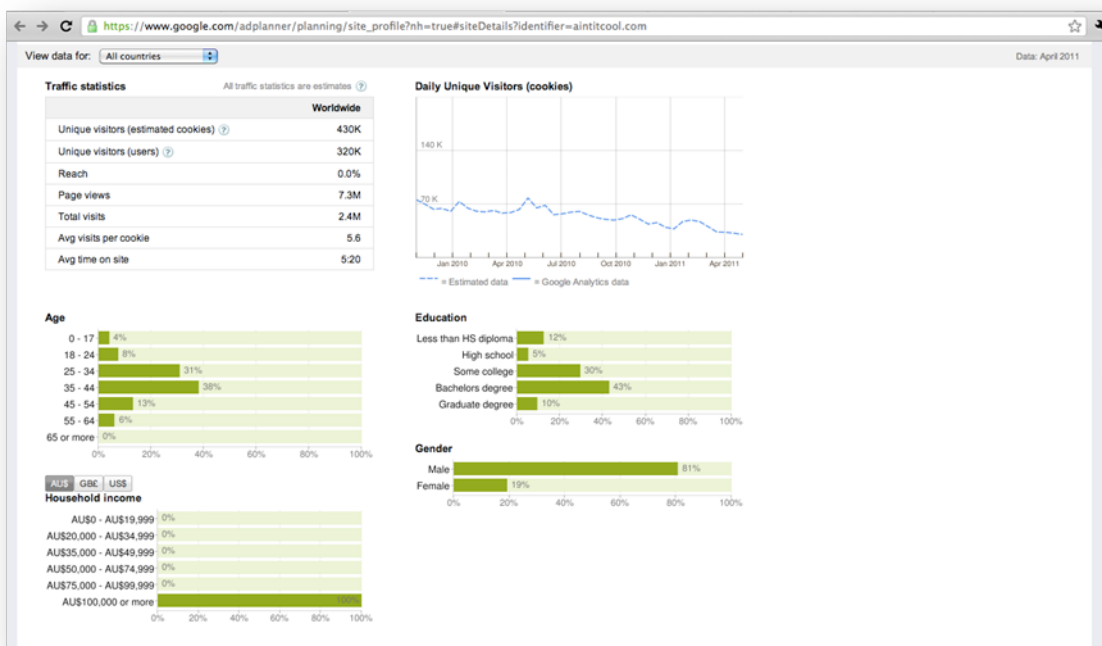 https://www.google.com/adplanner/planning/site_profile?nh=true#siteDetails?identifier=aintitcool.com
View data for: All countries
Data: April 2011
Traffic statistics
All traffic statistics are estimates ?
Worldwide
Unique visitors (estimated cookies) ? 430K
Unique visitors (users) ? 320K
Reach 0.0%
Page views 7.3M
Total visits 2.4M
Avg visits per cookie 5.6
Avg time on site 5:20
Daily Unique Visitors (cookies)
140 K
70 K
Jan 2010 Apr 2010 Jul 2010 Oct 2010 Jan 2011 Apr 2011
= Estimated data = Google Analytics data
Age
0 - 17 4%
18 - 24 8%
25 - 34 31%
35 - 44 38%
45 - 54 13%
55 - 64 6%
65 or more 0%
0% 20% 40% 60% 80% 100%
Education
Less than HS diploma 12%
High school 5%
Some college 30%
Bachelors degree 43%
Graduate degree 10%
0% 20% 40% 60% 80% 100%
Gender
Male 81%
Female 19%
0% 20% 40% 60% 80% 100%
AU$ GB£ US$
Household income
AU$0 - AU$19,999 0%
AU$20,000 - AU$34,999 0%
AU$35,000 - AU$49,999 0%
AU$50,000 - AU$74,999 0%
AU$75,000 - AU$99,999 0%
AU$100,000 or more 100%
0% 20% 40% 60% 80% 100%